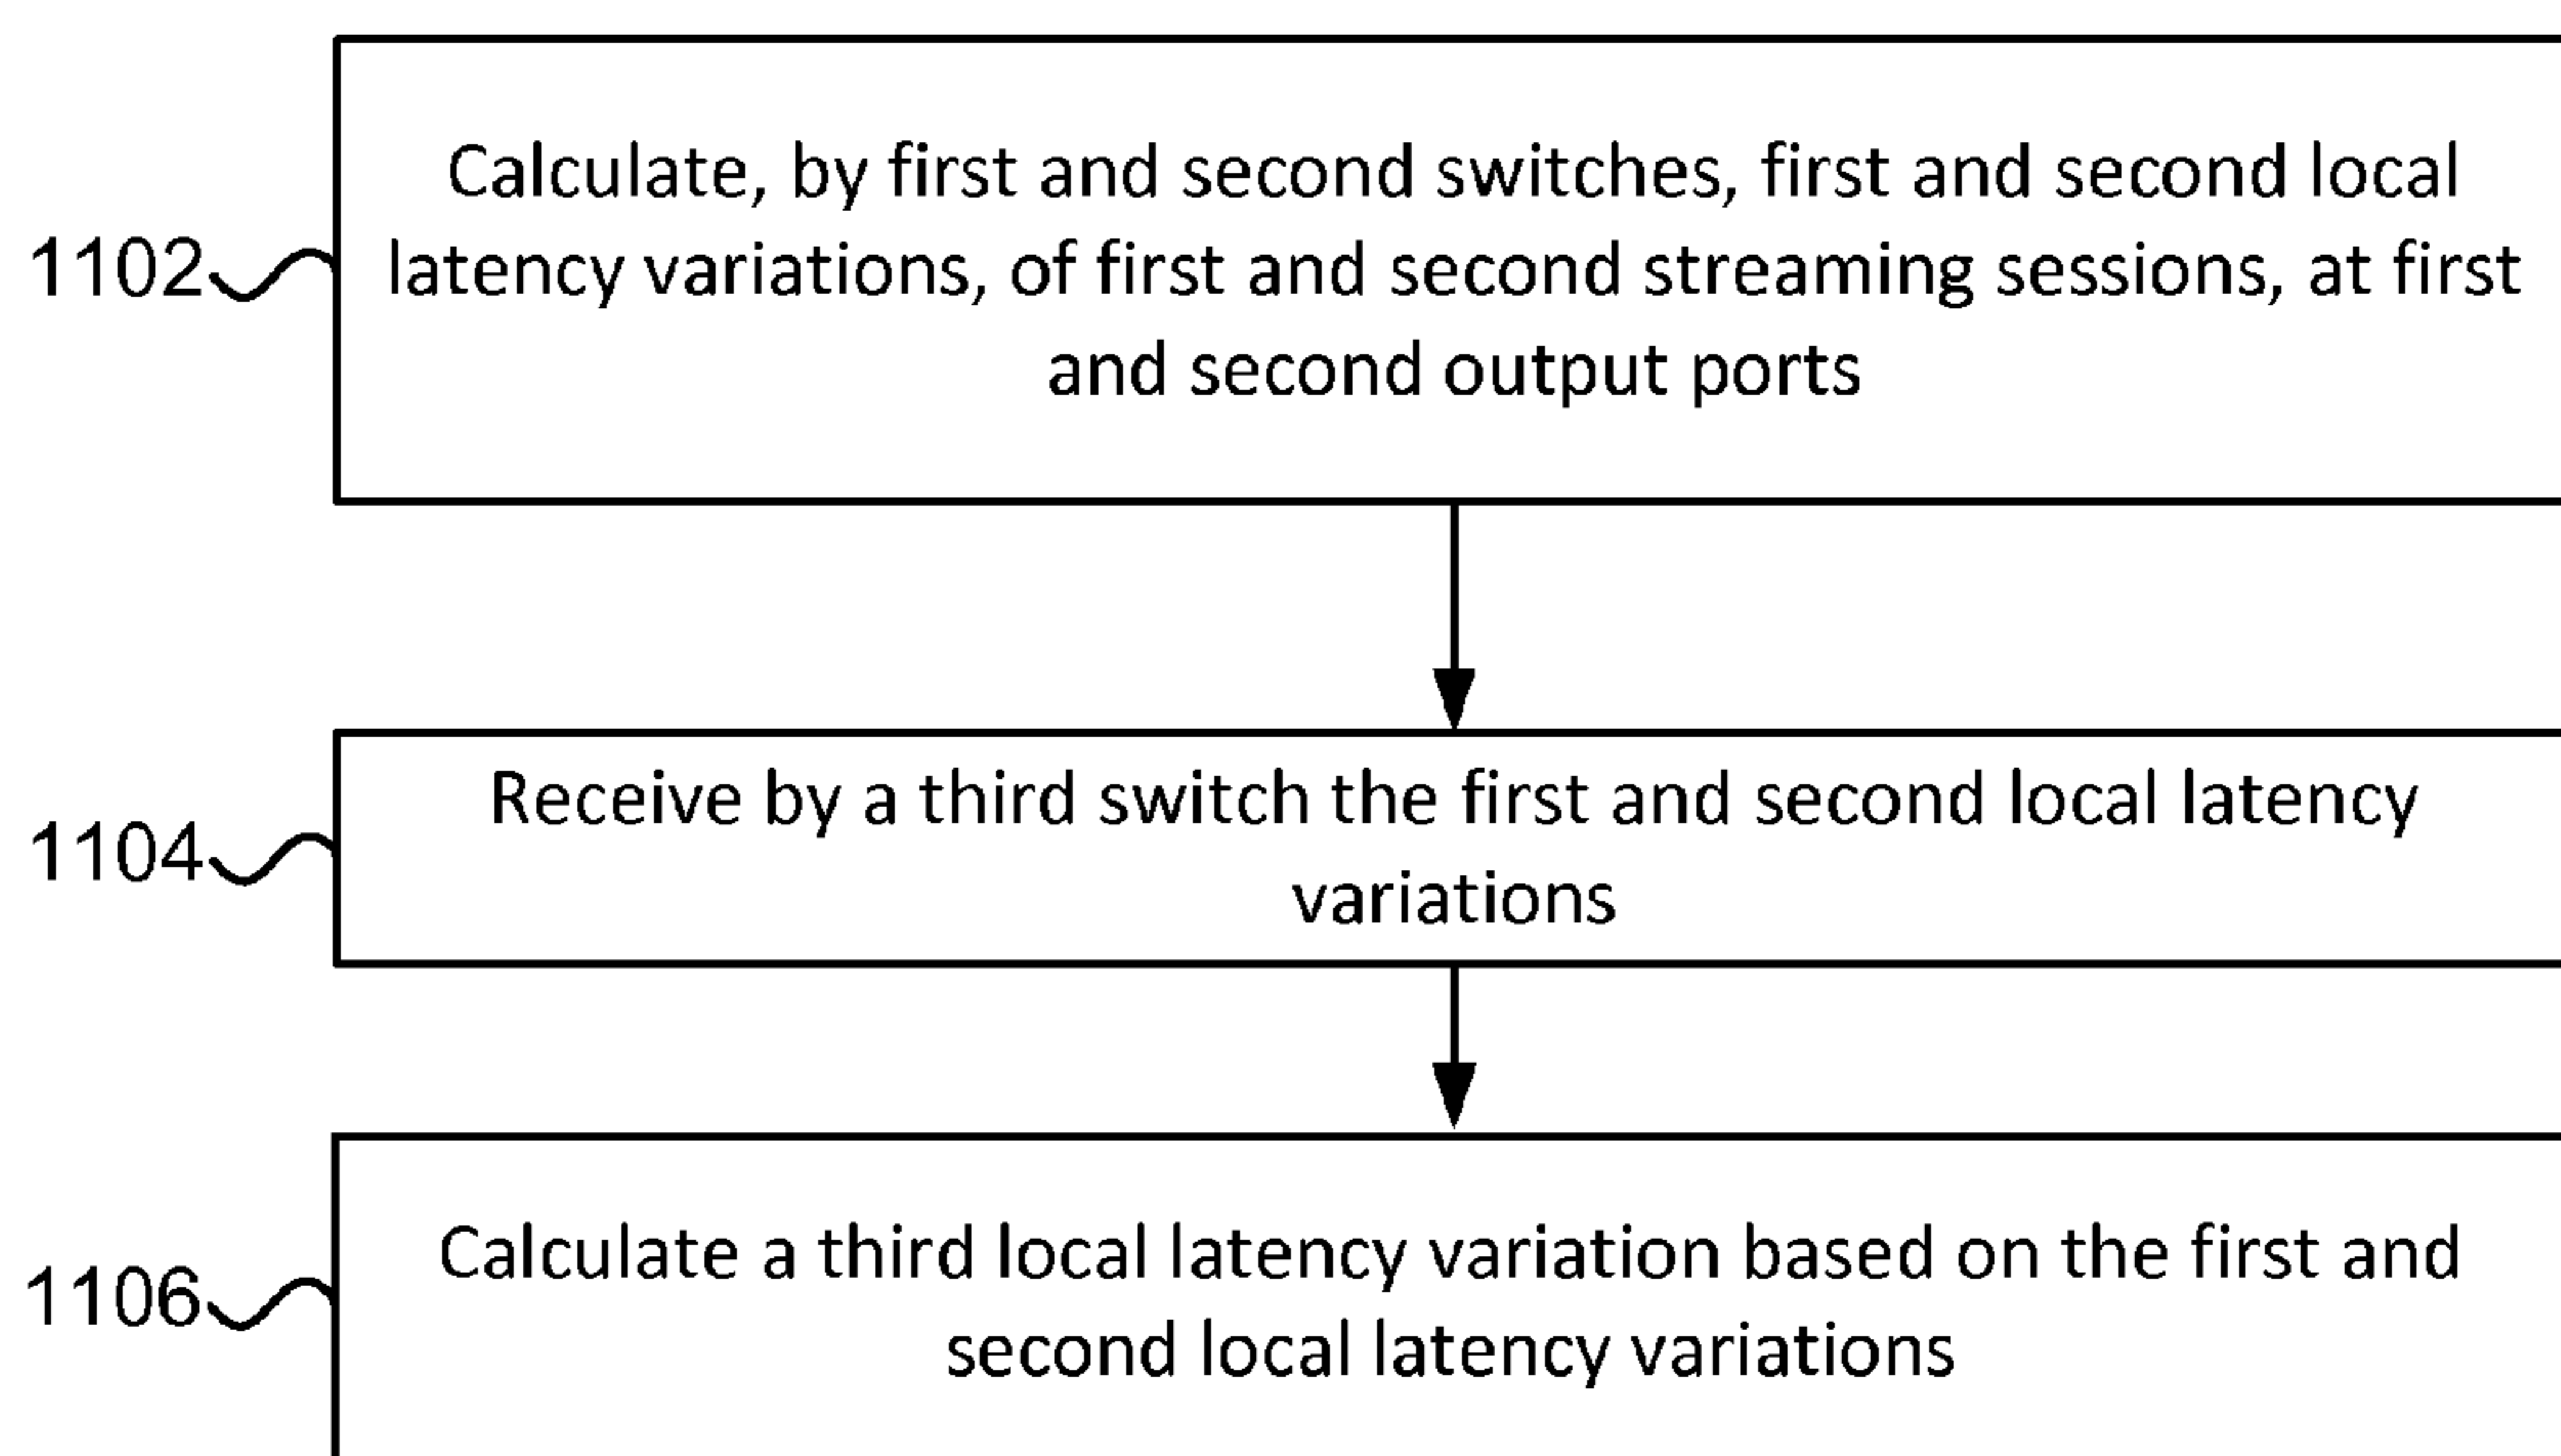 Calculate, by first and second switches, first and second local
1102 latency variations, of first and second streaming sessions, at first
and second output ports
Receive by a third switch the first and second local latency
1104
variations
Calculate a third local latency variation based on the first and
1106
second local latency variations